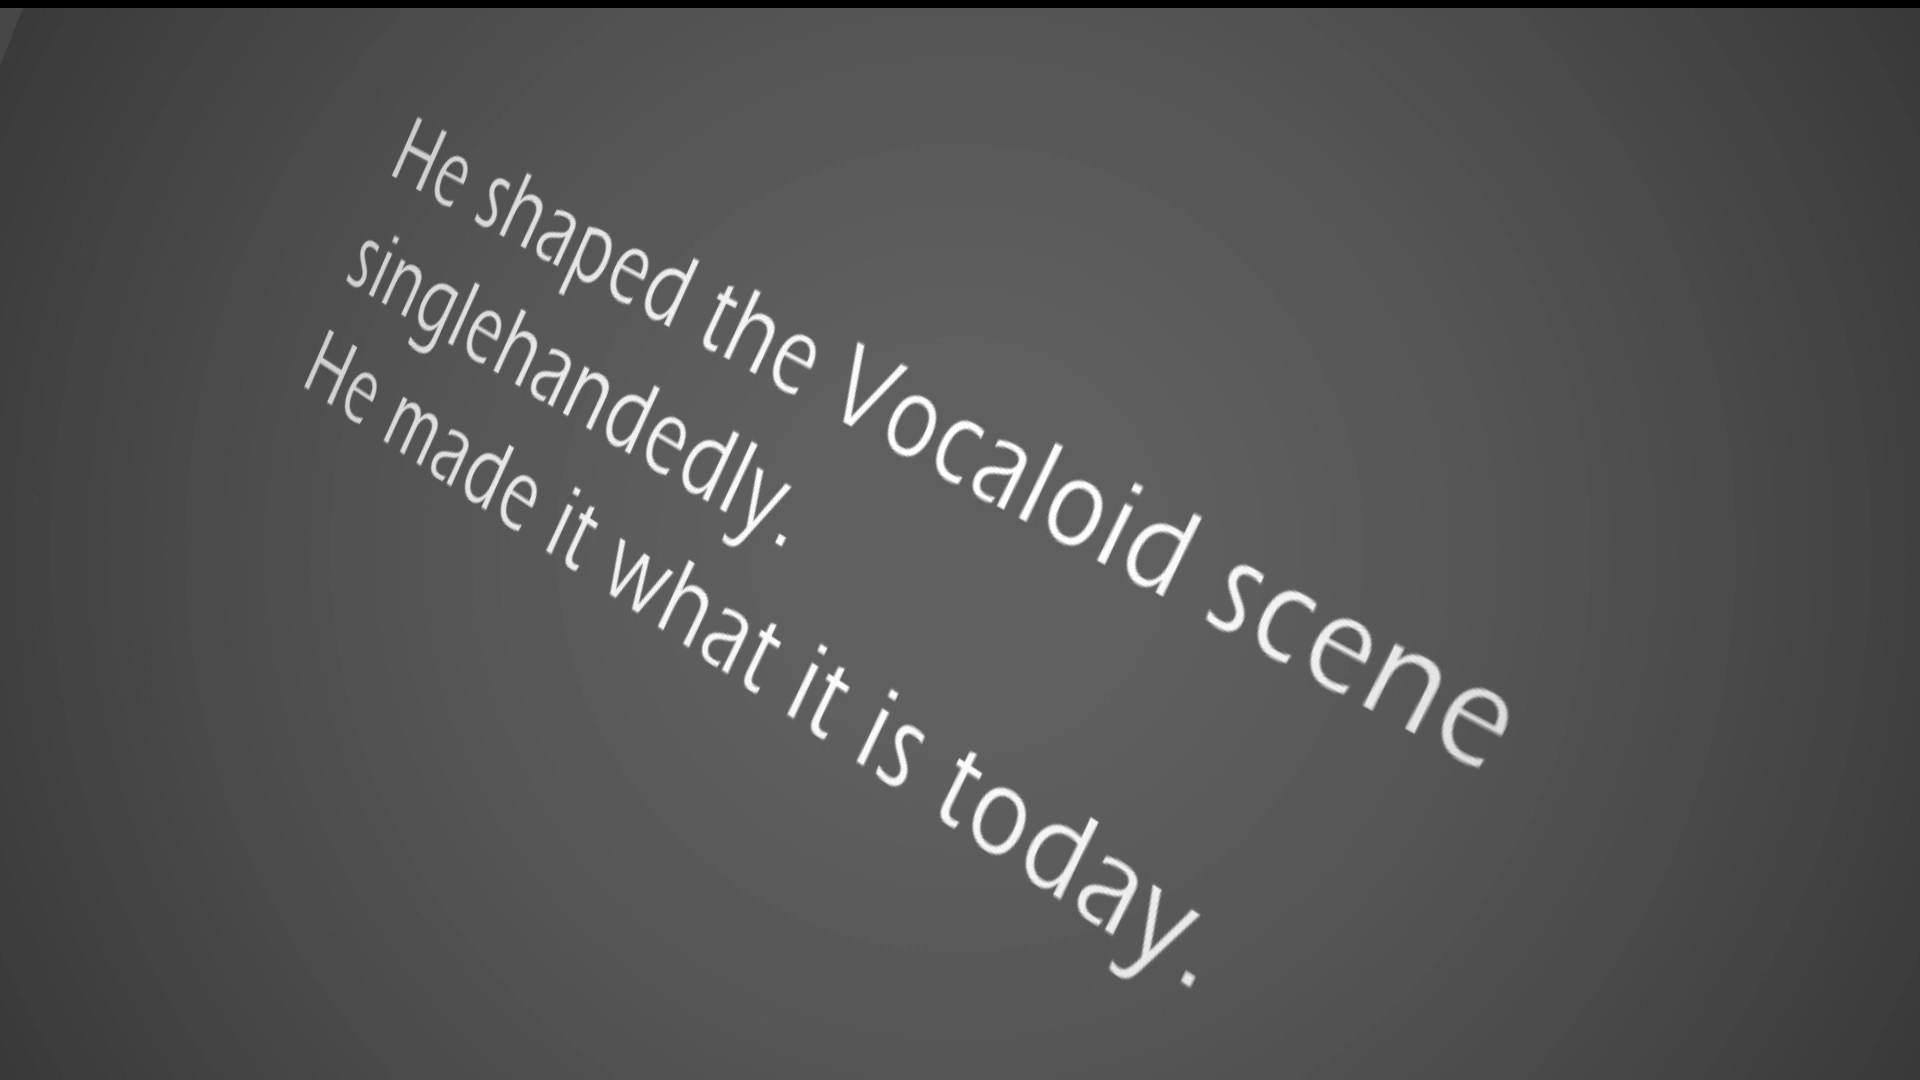 He shaped the Vocaloid scene
singlehandedly.
He made it what it is today.